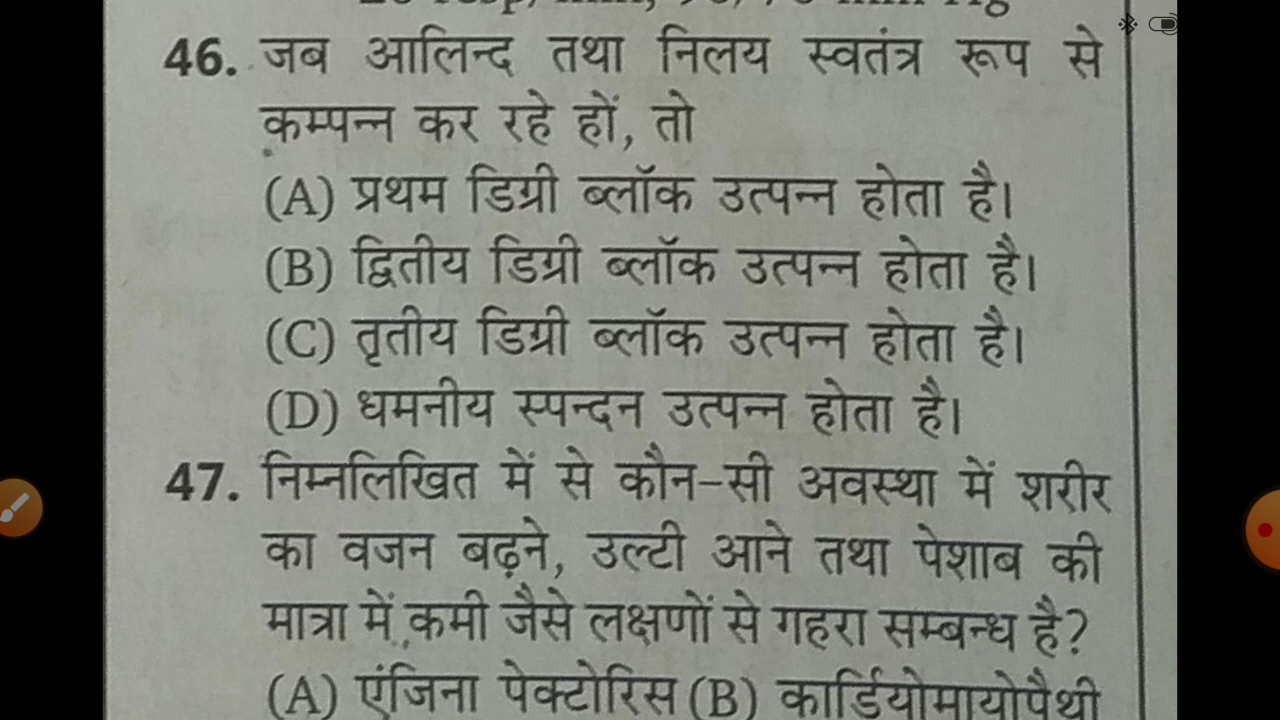 46. जब आलिन्द तथा निलय स्वतंत्र रूप से
कम्पन्न कर रहे हों, तो
(A) प्रथम डिग्री ब्लॉक उत्पन्न होता है।
(B) द्वितीय डिग्री ब्लॉक उत्पन्न होता है।
(C) तृतीय डिग्री ब्लॉक उत्पन्न होता है।
(D) धमनीय स्पन्दन उत्पन्न होता है।
47. निम्नलिखित में से कौन-सी अवस्था में शरीर
का वजन बढ़ने, उल्टी आने तथा पेशाब की
मात्रा में कमी जैसे लक्षणों से गहरा सम्बन्ध है?
(A) एंजिना पेक्टोरिस (B) कार्डियोमायोपैथी